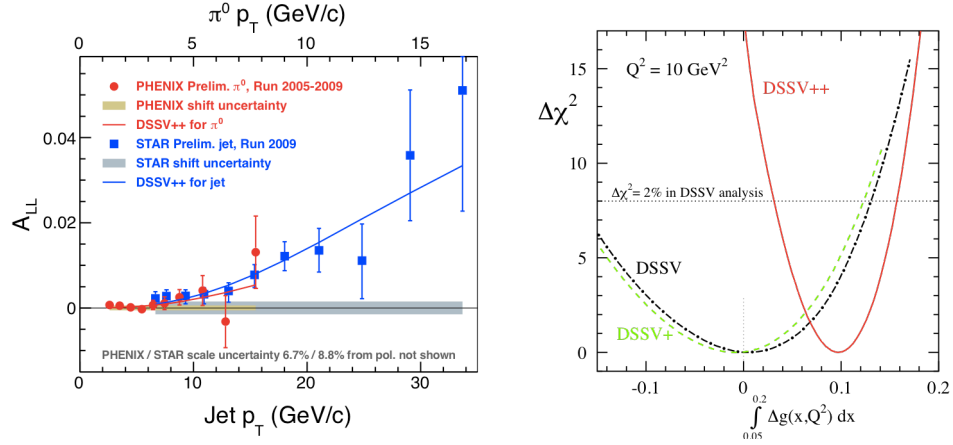 π⁰ p_T (GeV/c)
0 5 10 15
PHENIX Prelim. π⁰, Run 2005-2009
PHENIX shift uncertainty
DSSV++ for π⁰
STAR Prelim. jet, Run 2009
STAR shift uncertainty
DSSV++ for jet
A_LL
0.04
0.02
0
PHENIX / STAR scale uncertainty 6.7% / 8.8% from pol. not shown
0 10 20 30
Jet p_T (GeV/c)
Q² = 10 GeV²
DSSV++
Δχ²
15
10
5
0
Δχ²= 2% in DSSV analysis
DSSV
DSSV+
-0.1 0 0.1 0.2
0.2
∫ Δg(x,Q²) dx
0.05